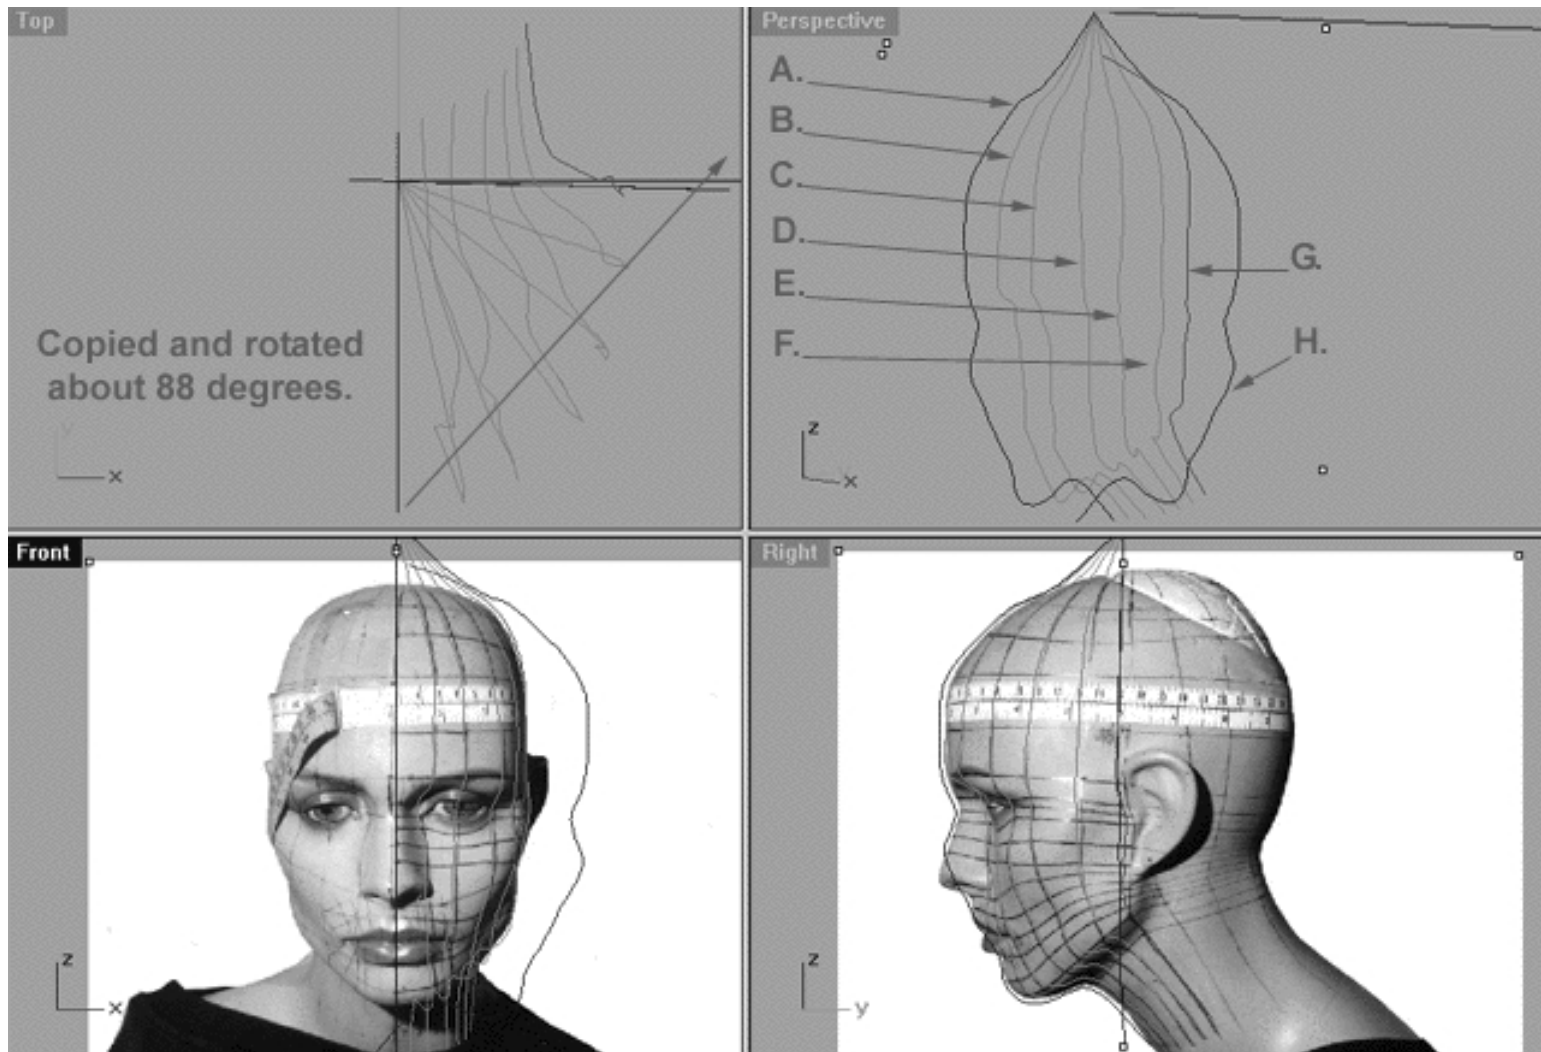 Top
Copied and rotated
about 88 degrees.
y
x
Perspective
A.
B.
C.
D.
E.
F.
G.
H.
z
x
Front
z
x
Right
z
y